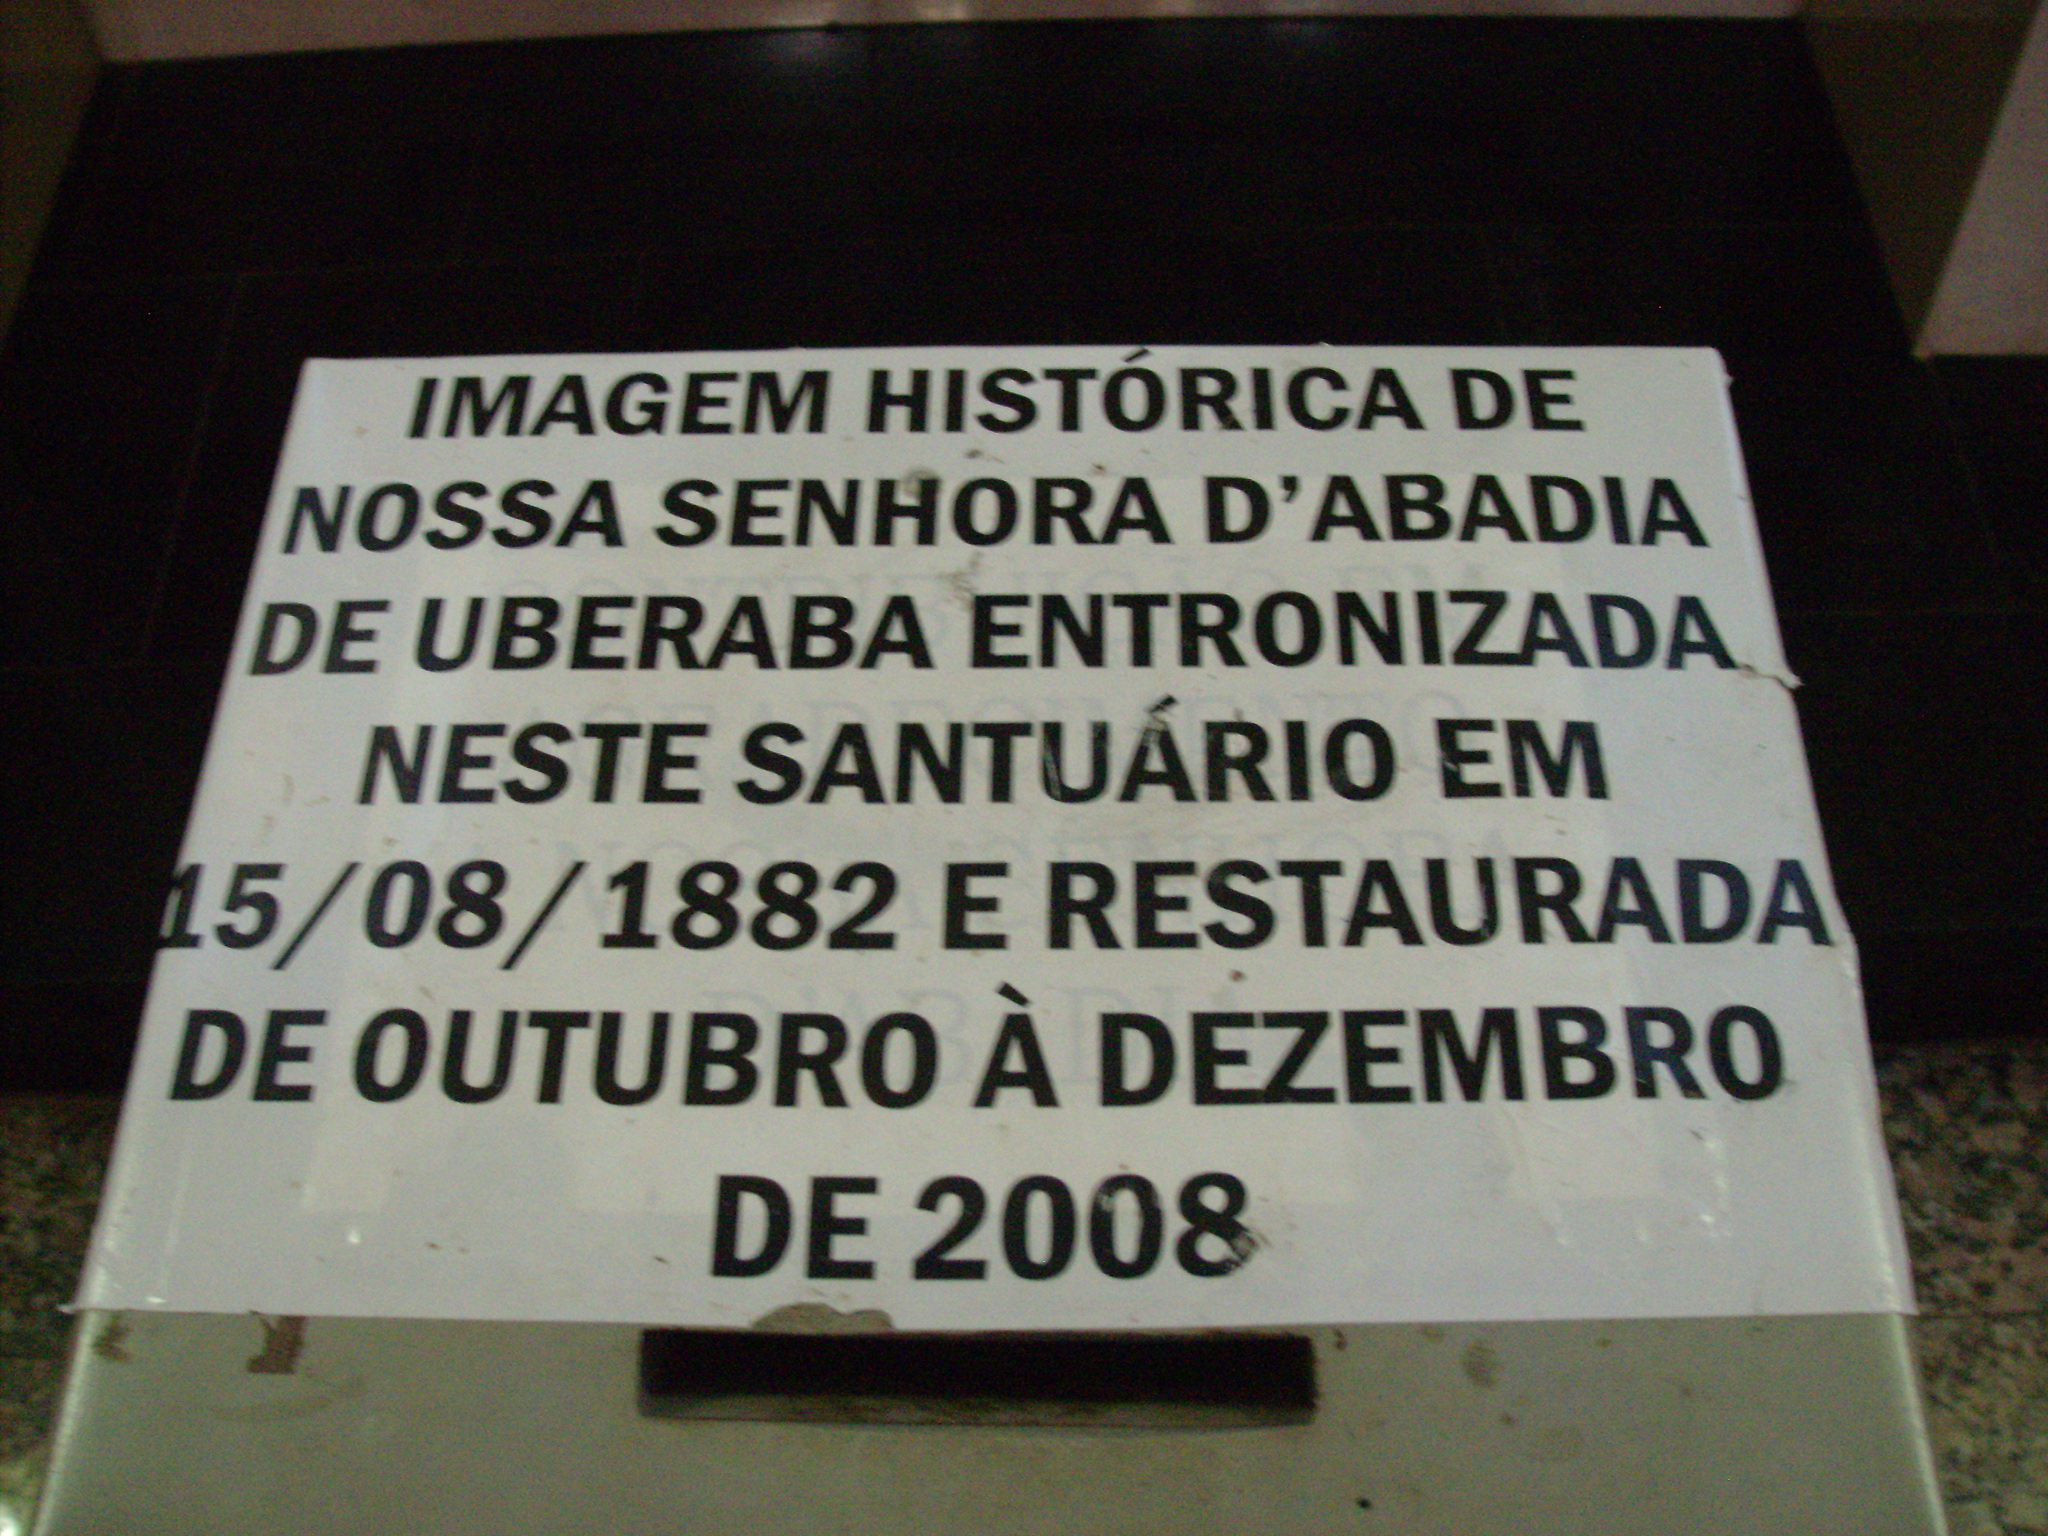 IMAGEM HISTÓRICA DE
NOSSA SENHORA D'ABADIA
DE UBERABA ENTRONIZADA
NESTE SANTUÁRIO EM
15/08/1882 E RESTAURADA
DE OUTUBRO À DEZEMBRO
DE 2008